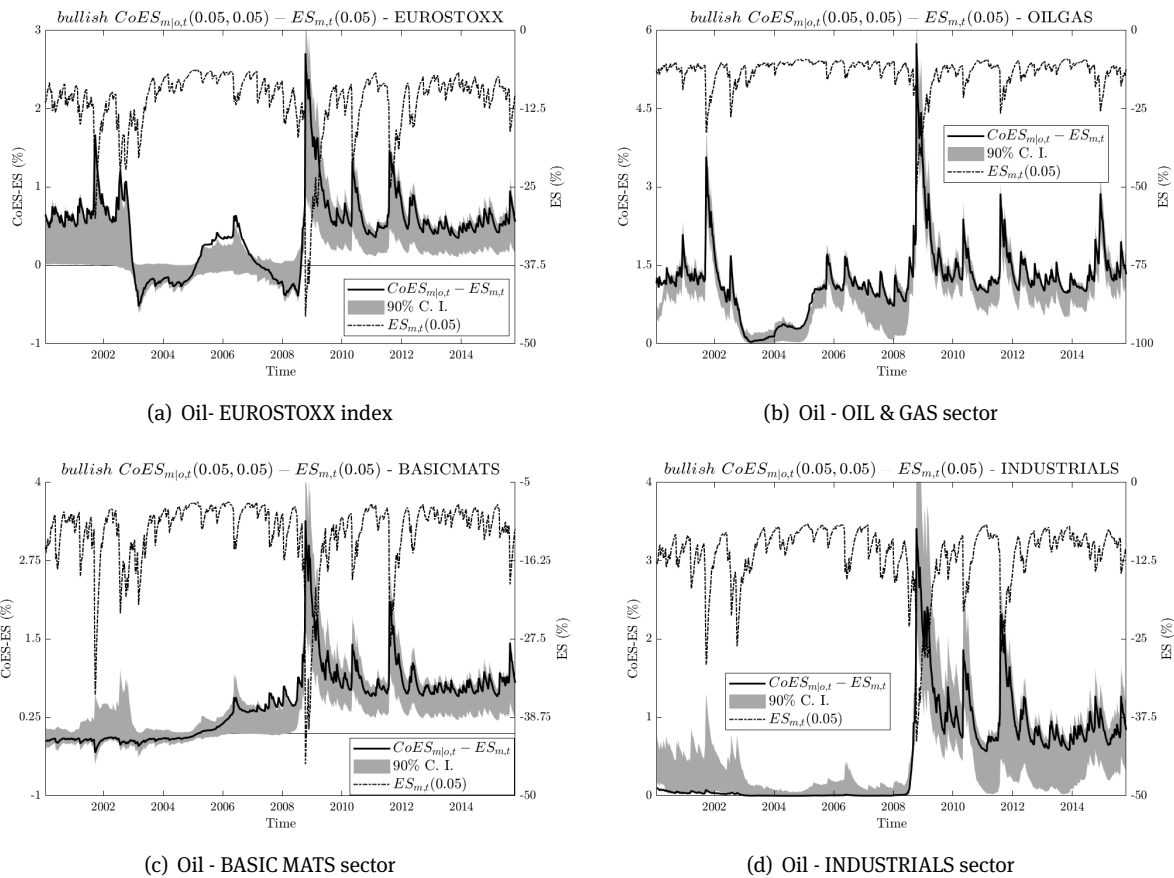 bullish CoES_{m|o,t}(0.05, 0.05) − ES_{m,t}(0.05) - EUROSTOXX
3
2
1
0
-1
CoES-ES (%)
0
-12.5
-25
-37.5
-50
ES (%)
CoES_{m|o,t} − ES_{m,t}
90% C. I.
ES_{m,t}(0.05)
2002 2004 2006 2008 2010 2012 2014
Time
(a) Oil- EUROSTOXX index
bullish CoES_{m|o,t}(0.05, 0.05) − ES_{m,t}(0.05) - OILGAS
6
4.5
3
1.5
0
CoES-ES (%)
0
-25
-50
-75
-100
ES (%)
CoES_{m|o,t} − ES_{m,t}
90% C. I.
ES_{m,t}(0.05)
2002 2004 2006 2008 2010 2012 2014
Time
(b) Oil - OIL & GAS sector
bullish CoES_{m|o,t}(0.05, 0.05) − ES_{m,t}(0.05) - BASICMATS
4
2.75
1.5
0.25
-1
CoES-ES (%)
-5
-16.25
-27.5
-38.75
-50
ES (%)
CoES_{m|o,t} − ES_{m,t}
90% C. I.
ES_{m,t}(0.05)
2002 2004 2006 2008 2010 2012 2014
Time
(c) Oil - BASIC MATS sector
bullish CoES_{m|o,t}(0.05, 0.05) − ES_{m,t}(0.05) - INDUSTRIALS
4
3
2
1
0
CoES-ES (%)
0
-12.5
-25
-37.5
-50
ES (%)
CoES_{m|o,t} − ES_{m,t}
90% C. I.
ES_{m,t}(0.05)
2002 2004 2006 2008 2010 2012 2014
Time
(d) Oil - INDUSTRIALS sector